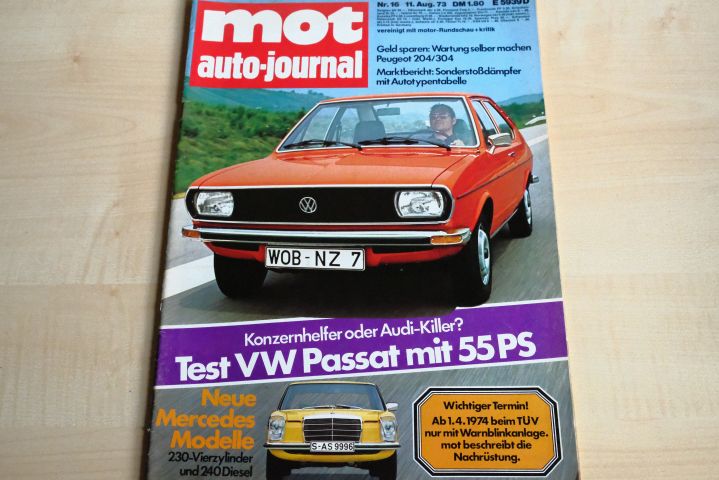 mot
auto-journal
Nr. 16 11. Aug. 73 DM 1.80 E 5939 D
vereinigt mit motor-Rundschau + kritik
Geld sparen: Wartung selber machen
Peugeot 204/304
Marktbericht: Sonderstoßdämpfer
mit Autotypentabelle
WOB-NZ 7
Konzernhelfer oder Audi-Killer?
Test VW Passat mit 55 PS
Neue
Mercedes
Modelle
230-Vierzylinder
und 240 Diesel
S-AS 9996
Wichtiger Termin!
Ab 1.4.1974 beim TÜV
nur mit Warnblinkanlage.
mot beschreibt die
Nachrüstung.